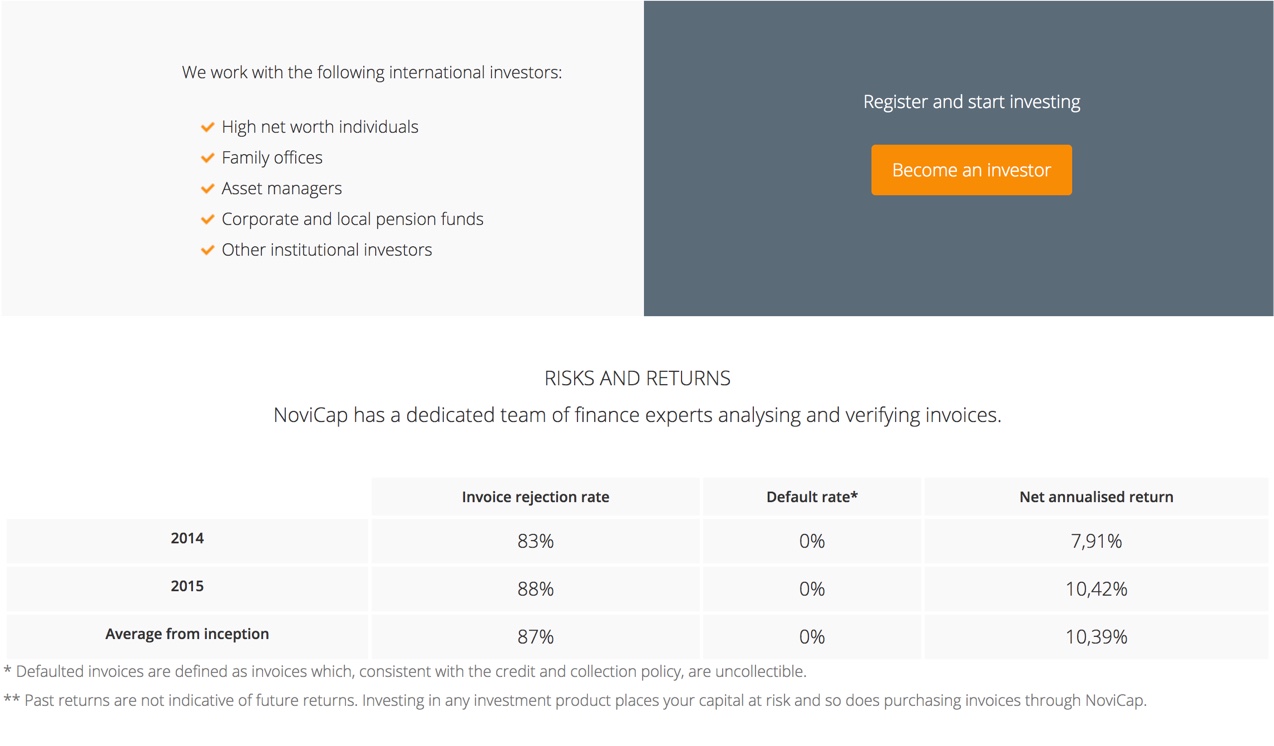 We work with the following international investors:
High net worth individuals
Family offices
Asset managers
Corporate and local pension funds
Other institutional investors
Register and start investing
Become an investor
RISKS AND RETURNS
NoviCap has a dedicated team of finance experts analysing and verifying invoices.
Invoice rejection rate Default rate* Net annualised return
2014 83% 0% 7,91%
2015 88% 0% 10,42%
Average from inception 87% 0% 10,39%
* Defaulted invoices are defined as invoices which, consistent with the credit and collection policy, are uncollectible.
** Past returns are not indicative of future returns. Investing in any investment product places your capital at risk and so does purchasing invoices through NoviCap.